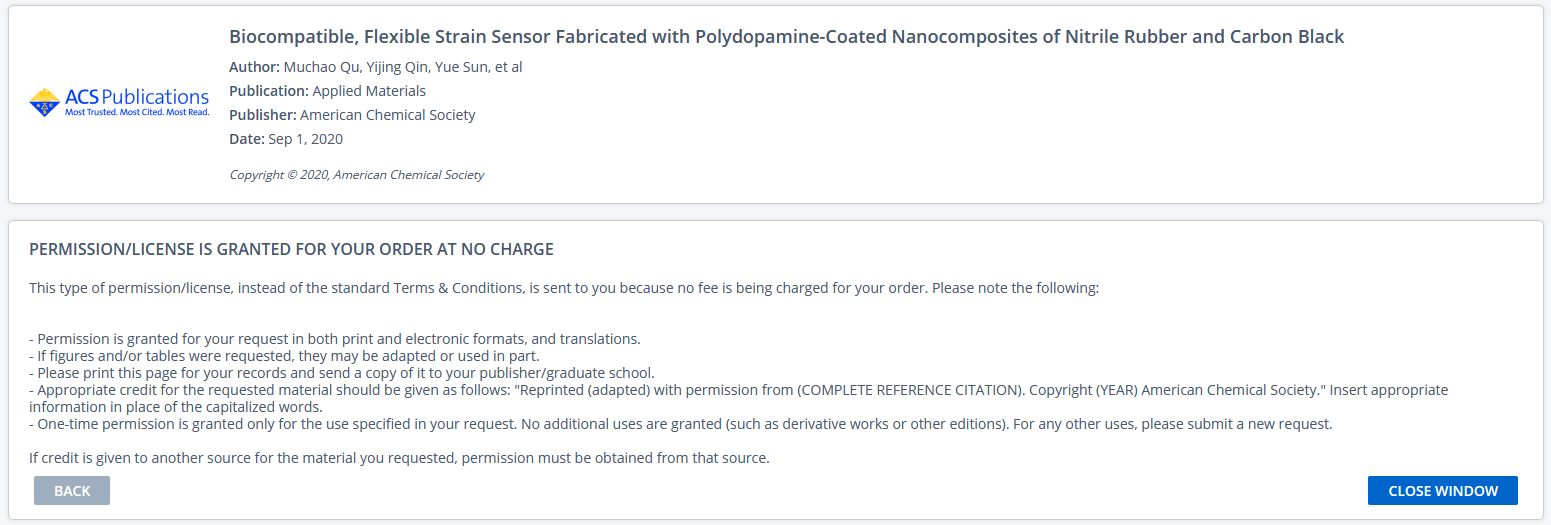 Biocompatible, Flexible Strain Sensor Fabricated with Polydopamine-Coated Nanocomposites of Nitrile Rubber and Carbon Black
Author: Muchao Qu, Yijing Qin, Yue Sun, et al
Publication: Applied Materials
Publisher: American Chemical Society
Date: Sep 1, 2020
Copyright © 2020, American Chemical Society
ACS Publications
Most Trusted. Most Cited. Most Read.
PERMISSION/LICENSE IS GRANTED FOR YOUR ORDER AT NO CHARGE
This type of permission/license, instead of the standard Terms & Conditions, is sent to you because no fee is being charged for your order. Please note the following:
- Permission is granted for your request in both print and electronic formats, and translations.
- If figures and/or tables were requested, they may be adapted or used in part.
- Please print this page for your records and send a copy of it to your publisher/graduate school.
- Appropriate credit for the requested material should be given as follows: "Reprinted (adapted) with permission from (COMPLETE REFERENCE CITATION). Copyright (YEAR) American Chemical Society." Insert appropriate
information in place of the capitalized words.
- One-time permission is granted only for the use specified in your request. No additional uses are granted (such as derivative works or other editions). For any other uses, please submit a new request.
If credit is given to another source for the material you requested, permission must be obtained from that source.
BACK
CLOSE WINDOW